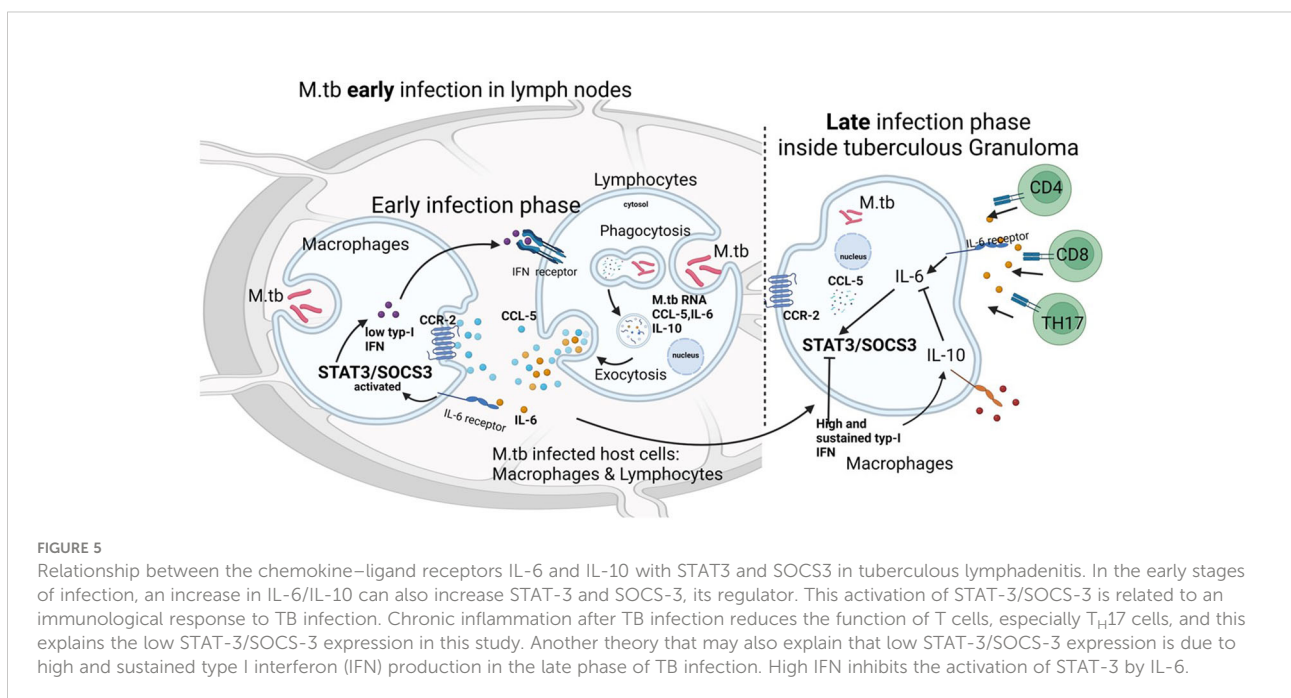 M.tb early infection in lymph nodes
Late infection phase
inside tuberculous Granuloma
Early infection phase
Macrophages
M.tb
low typ-I
IFN
STAT3/SOCS3
activated
CCR-2
IL-6 receptor
IFN receptor
CCL-5
IL-6
Lymphocytes
cytosol
Phagocytosis
M.tb
M.tb RNA
CCL-5,IL-6
IL-10
nucleus
Exocytosis
M.tb infected host cells:
Macrophages & Lymphocytes
M.tb
nucleus
CCL-5
CCR-2
IL-6
IL-6 receptor
STAT3/SOCS3
IL-10
High and
sustained typ-I
IFN
Macrophages
CD4
CD8
TH17
FIGURE 5
Relationship between the chemokine–ligand receptors IL-6 and IL-10 with STAT3 and SOCS3 in tuberculous lymphadenitis. In the early stages
of infection, an increase in IL-6/IL-10 can also increase STAT-3 and SOCS-3, its regulator. This activation of STAT-3/SOCS-3 is related to an
immunological response to TB infection. Chronic inflammation after TB infection reduces the function of T cells, especially TH17 cells, and this
explains the low STAT-3/SOCS-3 expression in this study. Another theory that may also explain that low STAT-3/SOCS-3 expression is due to
high and sustained type I interferon (IFN) production in the late phase of TB infection. High IFN inhibits the activation of STAT-3 by IL-6.